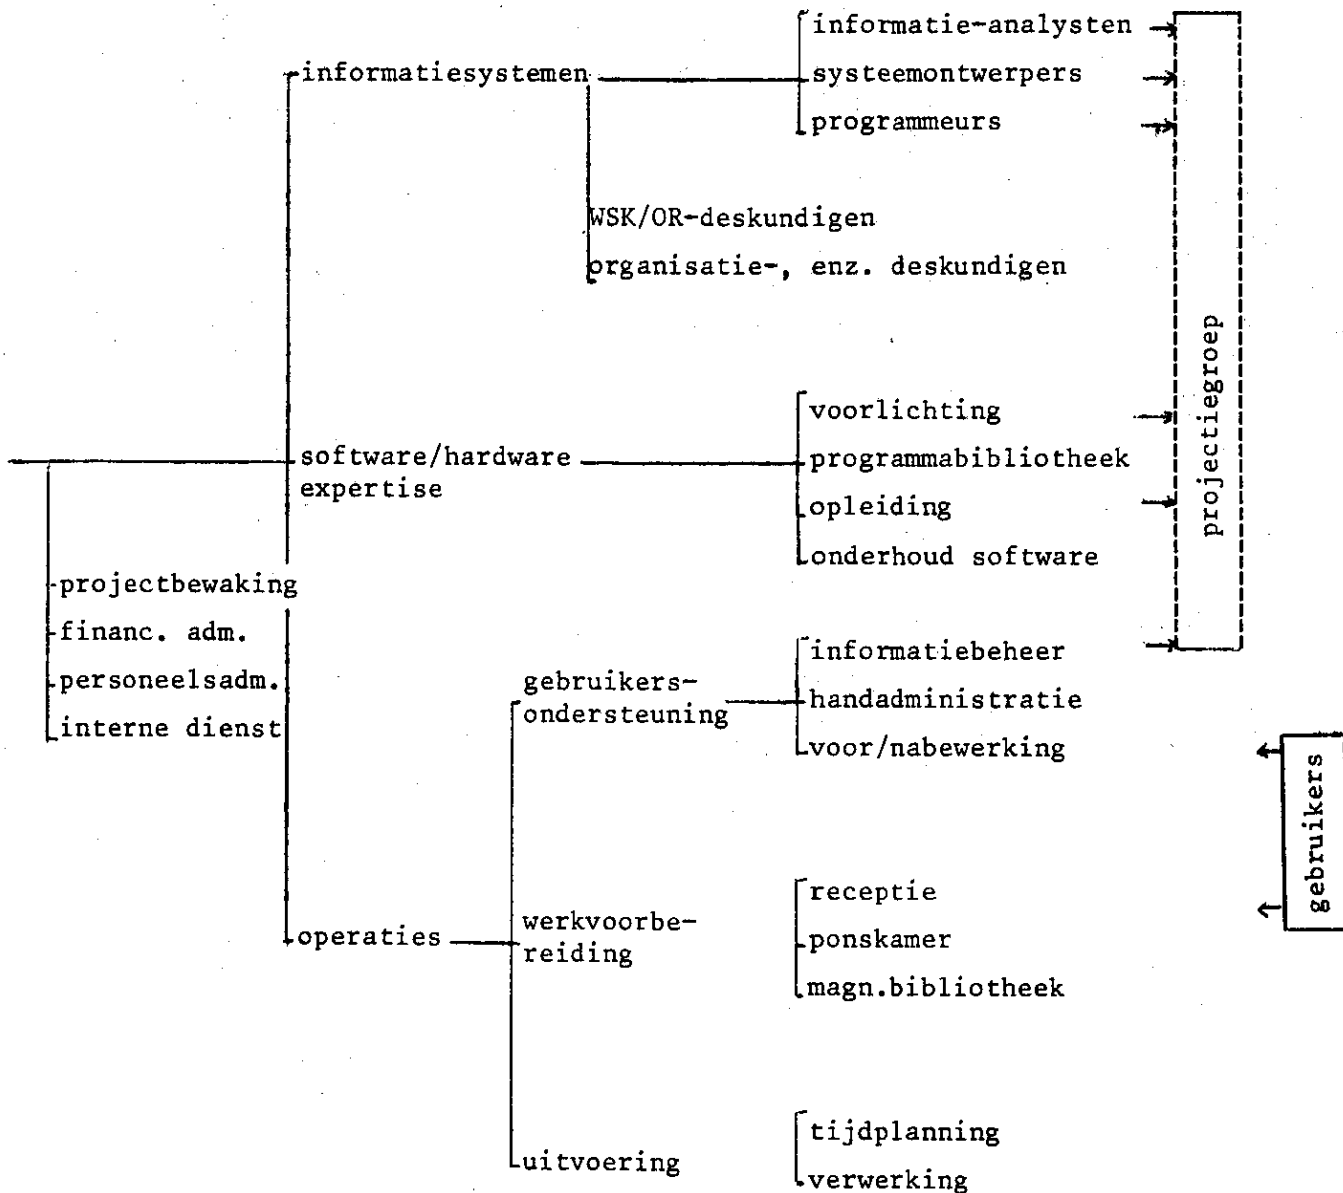 informatie-analysten
informatiesystemen
systeemontwerpers
programmeurs
WSK/OR-deskundigen
organisatie-, enz. deskundigen
projectiegroep
voorlichting
software/hardware
expertise
programmabibliotheek
opleiding
onderhoud software
projectbewaking
financ. adm.
personeelsadm.
interne dienst
gebruikers-
ondersteuning
informatiebeheer
handadministratie
voor/nabewerking
gebruikers
operaties
werkvoorbe-
reiding
receptie
ponskamer
magn.bibliotheek
uitvoering
tijdplanning
verwerking